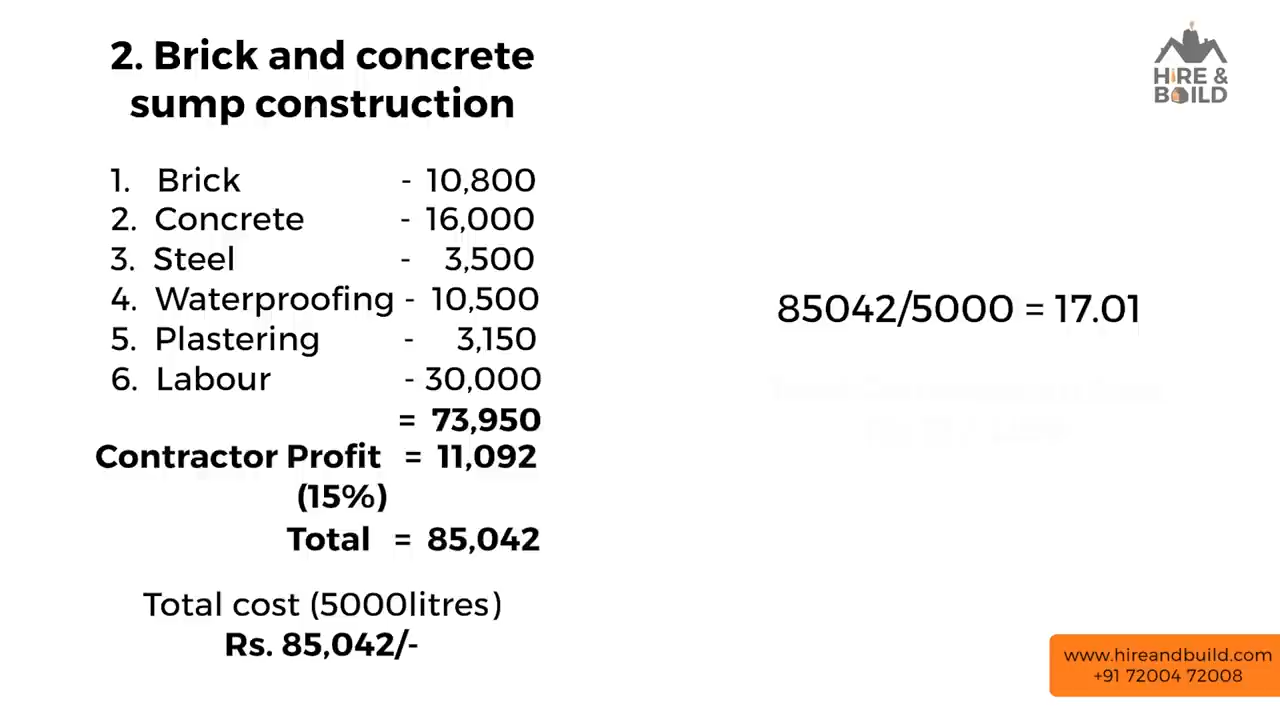 2. Brick and concrete
sump construction
1. Brick - 10,800
2. Concrete - 16,000
3. Steel - 3,500
4. Waterproofing - 10,500
5. Plastering - 3,150
6. Labour - 30,000
= 73,950
Contractor Profit = 11,092
(15%)
Total = 85,042
Total cost (5000litres)
Rs. 85,042/-
85042/5000 = 17.01
HIRE &
BUILD
www.hireandbuild.com
+91 72004 72008